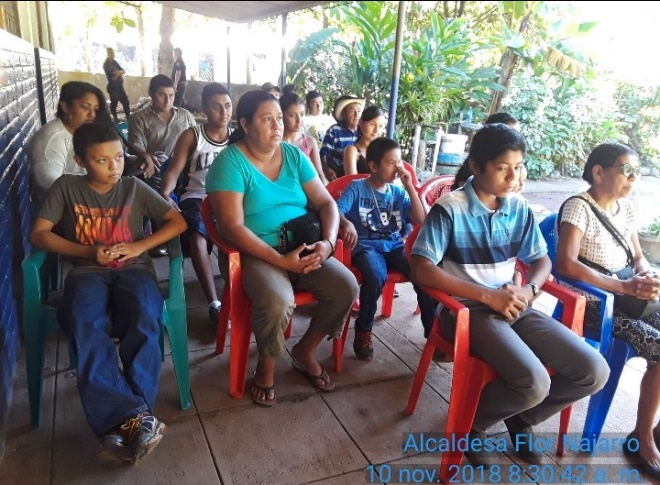 Alcaldesa Flor Najarro
10 nov. 2018 8:30:42 a. m.